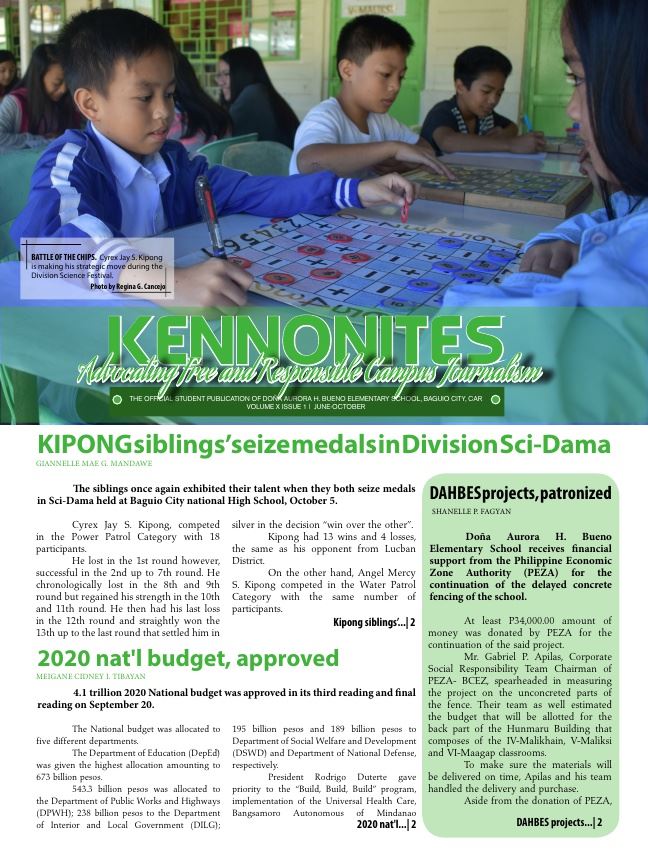 V-MALIKSI
BATTLE OF THE CHIPS. Cyrex Jay S. Kipong
is making his strategic move during the
Division Science Festival.
Photo by Regina G. Cancejo
KENNONITES
Advocating free and Responsible Campus Journalism
THE OFFICIAL STUDENT PUBLICATION OF DOÑA AURORA H. BUENO ELEMENTARY SCHOOL, BAGUIO CITY, CAR
VOLUME X ISSUE 1 | JUNE-OCTOBER
KIPONG siblings' seize medals in Division Sci-Dama
GIANNELLE MAE G. MANDAWE
The siblings once again exhibited their talent when they both seize medals
in Sci-Dama held at Baguio City national High School, October 5.
Cyrex Jay S. Kipong, competed
in the Power Patrol Category with 18
participants.
He lost in the 1st round however,
successful in the 2nd up to 7th round. He
chronologically lost in the 8th and 9th
round but regained his strength in the 10th
and 11th round. He then had his last loss
in the 12th round and straightly won the
13th up to the last round that settled him in
silver in the decision "win over the other".
Kipong had 13 wins and 4 losses,
the same as his opponent from Lucban
District.
On the other hand, Angel Mercy
S. Kipong competed in the Water Patrol
Category with the same number of
participants.
Kipong siblings'...| 2
2020 nat'l budget, approved
MEIGANE CIDNEY I. TIBAYAN
4.1 trillion 2020 National budget was approved in its third reading and final
reading on September 20.
The National budget was allocated to
five different departments.
The Department of Education (DepEd)
was given the highest allocation amounting to
673 billion pesos.
543.3 billion pesos was allocated to
the Department of Public Works and Highways
(DPWH); 238 billion pesos to the Department
of Interior and Local Government (DILG);
195 billion pesos and 189 billion pesos to
Department of Social Welfare and Development
(DSWD) and Department of National Defense,
respectively.
President Rodrigo Duterte gave
priority to the "Build, Build, Build" program,
implementation of the Universal Health Care,
Bangsamoro Autonomous of Mindanao
2020 nat'l...| 2
DAHBES projects, patronized
SHANELLE P. FAGYAN
Doña Aurora H. Bueno
Elementary School receives financial
support from the Philippine Economic
Zone Authority (PEZA) for the
continuation of the delayed concrete
fencing of the school.
At least P34,000.00 amount of
money was donated by PEZA for the
continuation of the said project.
Mr. Gabriel P. Apilas, Corporate
Social Responsibility Team Chairman of
PEZA- BCEZ, spearheaded in measuring
the project on the unconcreted parts of
the fence. Their team as well estimated
the budget that will be allotted for the
back part of the Hunmaru Building that
composes of the IV-Malikhain, V-Maliksi
and VI-Maagap classrooms.
To make sure the materials will
be delivered on time, Apilas and his team
handled the delivery and purchase.
Aside from the donation of PEZA,
DAHBES projects...| 2